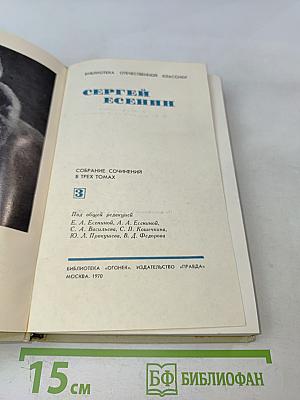 БИБЛИОТЕКА ОТЕЧЕСТВЕННОЙ КЛАССИКИ
СЕРГЕЙ
ЕСЕНИН
СОБРАНИЕ СОЧИНЕНИЙ
В ТРЕХ ТОМАХ
3
Под общей редакцией
Е. А. Есениной, А. А. Есениной,
С. А. Васильева, С. П. Кошечкина,
Ю. Л. Прокушева, В. Д. Федорова
БИБЛИОТЕКА «ОГОНЕК». ИЗДАТЕЛЬСТВО «ПРАВДА»
МОСКВА. 1970
15 см
БФ БИБЛИОФАН